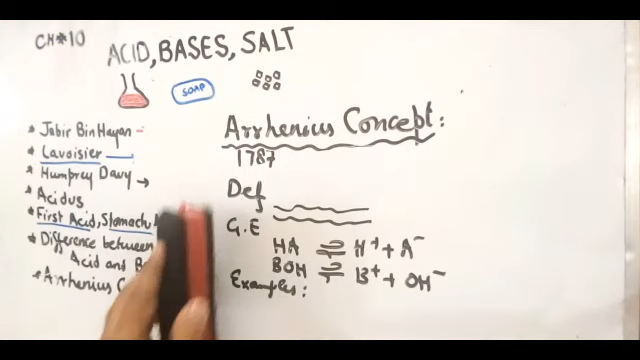 CH#10
ACID, BASES, SALT
SOAP
* Jabir Bin Hayan -
* Lavoisier
* Humprey Davy →
* Acidus
* First Acid, Stomach
* Difference between
Acid and
* Arrhenius
Arrhenius Concept:
1787
Def
G.E
HA ⇌ H⁺ + A⁻
BOH ⇌ B⁺ + OH⁻
Examples: